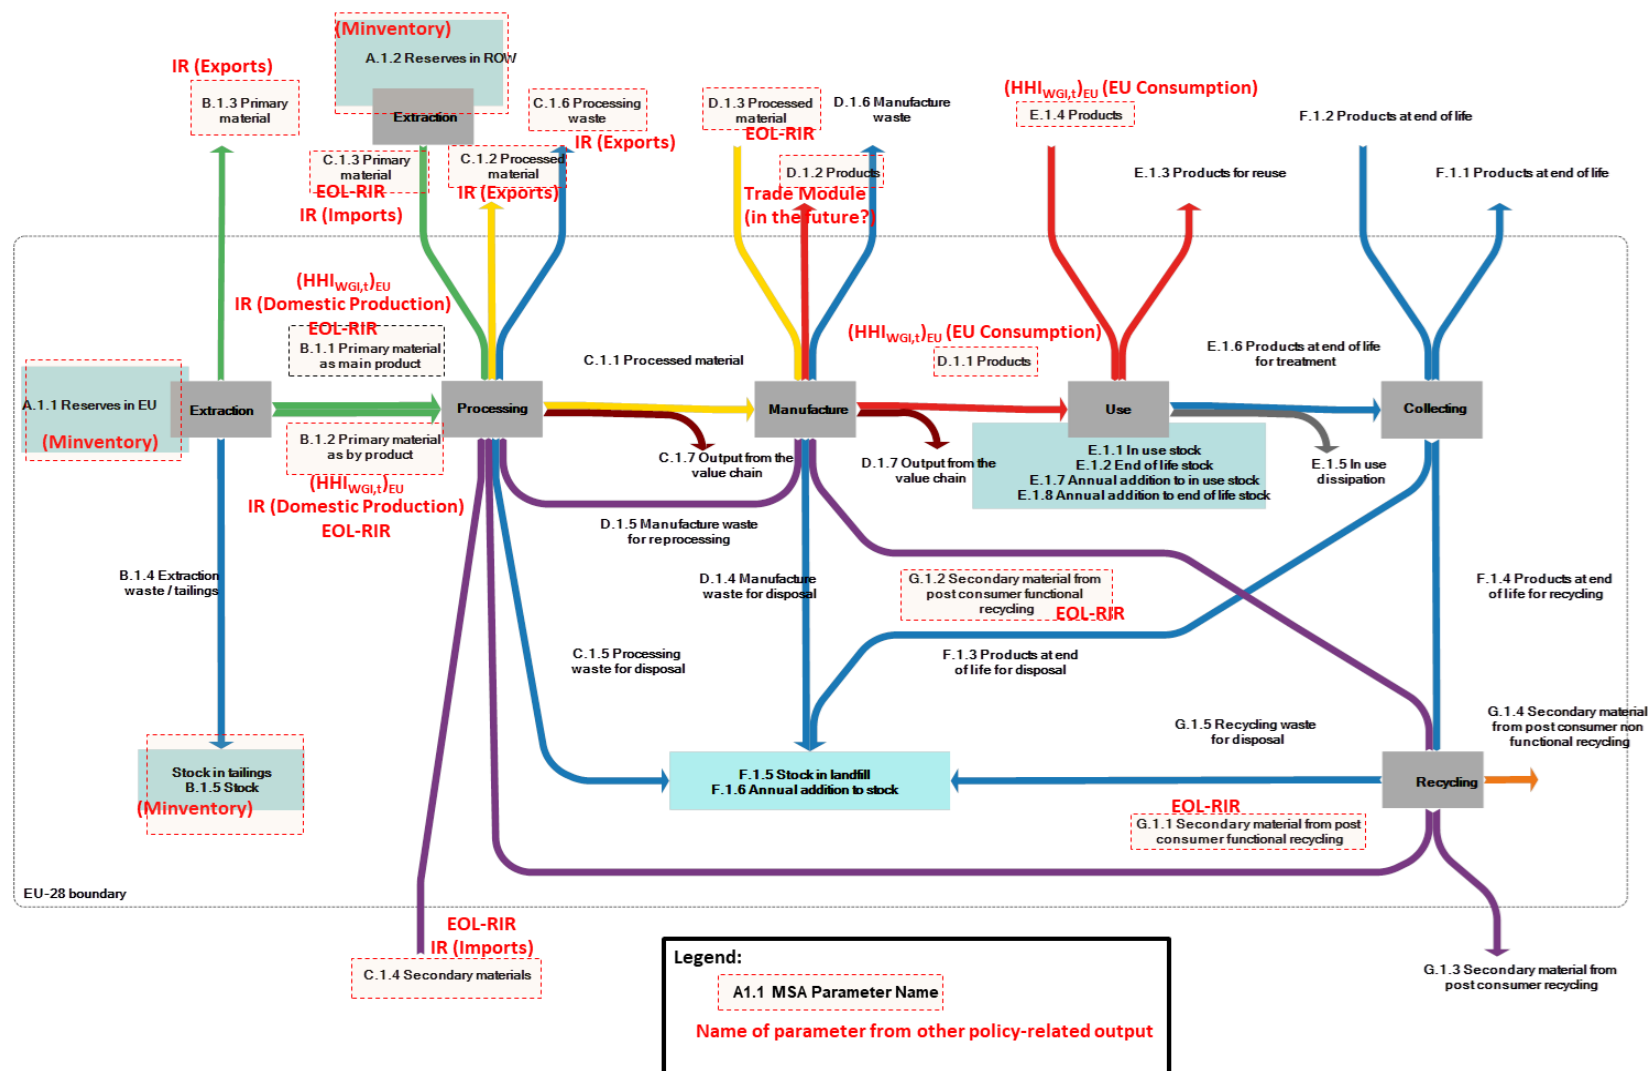 (Minventory)
A.1.2 Reserves in ROW
Extraction
IR (Exports)
B.1.3 Primary
material
C.1.3 Primary
material
EOL-RIR
IR (Imports)
C.1.6 Processing
waste
IR (Exports)
C.1.2 Processed
material
IR (Exports)
D.1.3 Processed
material
EOL-RIR
D.1.6 Manufacture
waste
D.1.2 Products
Trade Module
(in the future?)
(HHIWGI,t)EU (EU Consumption)
E.1.4 Products
E.1.3 Products for reuse
F.1.2 Products at end of life
F.1.1 Products at end of life
(HHIWGI,t)EU
IR (Domestic Production)
EOL-RIR
B.1.1 Primary material
as main product
C.1.1 Processed material
(HHIWGI,t)EU (EU Consumption)
D.1.1 Products
E.1.6 Products at end of life
for treatment
A.1.1 Reserves in EU
(Minventory)
Extraction
Processing
Manufacture
Use
Collecting
B.1.2 Primary material
as by product
(HHIWGI,t)EU
IR (Domestic Production)
EOL-RIR
C.1.7 Output from the
value chain
D.1.7 Output from the
value chain
E.1.1 In use stock
E.1.2 End of life stock
E.1.7 Annual addition to in use stock
E.1.8 Annual addition to end of life stock
E.1.5 In use
dissipation
D.1.5 Manufacture waste
for reprocessing
B.1.4 Extraction
waste / tailings
D.1.4 Manufacture
waste for disposal
G.1.2 Secondary material from
post consumer functional
recycling
EOL-RIR
F.1.4 Products at end
of life for recycling
C.1.5 Processing
waste for disposal
F.1.3 Products at end
of life for disposal
G.1.5 Recycling waste
for disposal
G.1.4 Secondary material
from post consumer non
functional recycling
Stock in tailings
B.1.5 Stock
(Minventory)
F.1.5 Stock in landfill
F.1.6 Annual addition to stock
Recycling
EOL-RIR
G.1.1 Secondary material from post
consumer functional recycling
EU-28 boundary
EOL-RIR
IR (Imports)
C.1.4 Secondary materials
G.1.3 Secondary material from
post consumer recycling
Legend:
A1.1 MSA Parameter Name
Name of parameter from other policy-related output